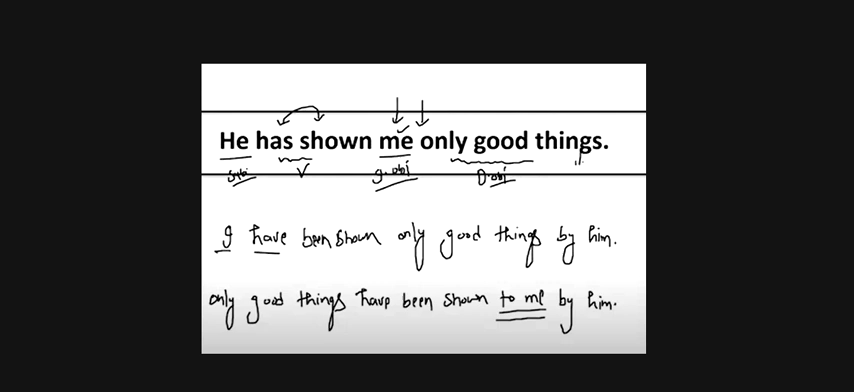 He has shown me only good things.
Sub V I.obj D.obj
I have been shown only good things by him.
only good things have been shown to me by him.